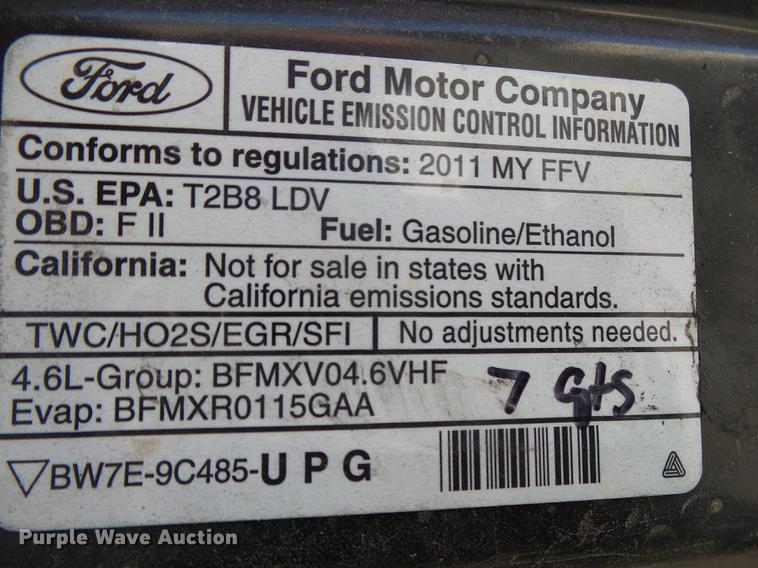 Ford
Ford Motor Company
VEHICLE EMISSION CONTROL INFORMATION
Conforms to regulations: 2011 MY FFV
U.S. EPA: T2B8 LDV
OBD: F II Fuel: Gasoline/Ethanol
California: Not for sale in states with
California emissions standards.
TWC/HO2S/EGR/SFI No adjustments needed.
4.6L-Group: BFMXV04.6VHF
Evap: BFMXR0115GAA
7 qts
BW7E-9C485-U P G
Purple Wave Auction